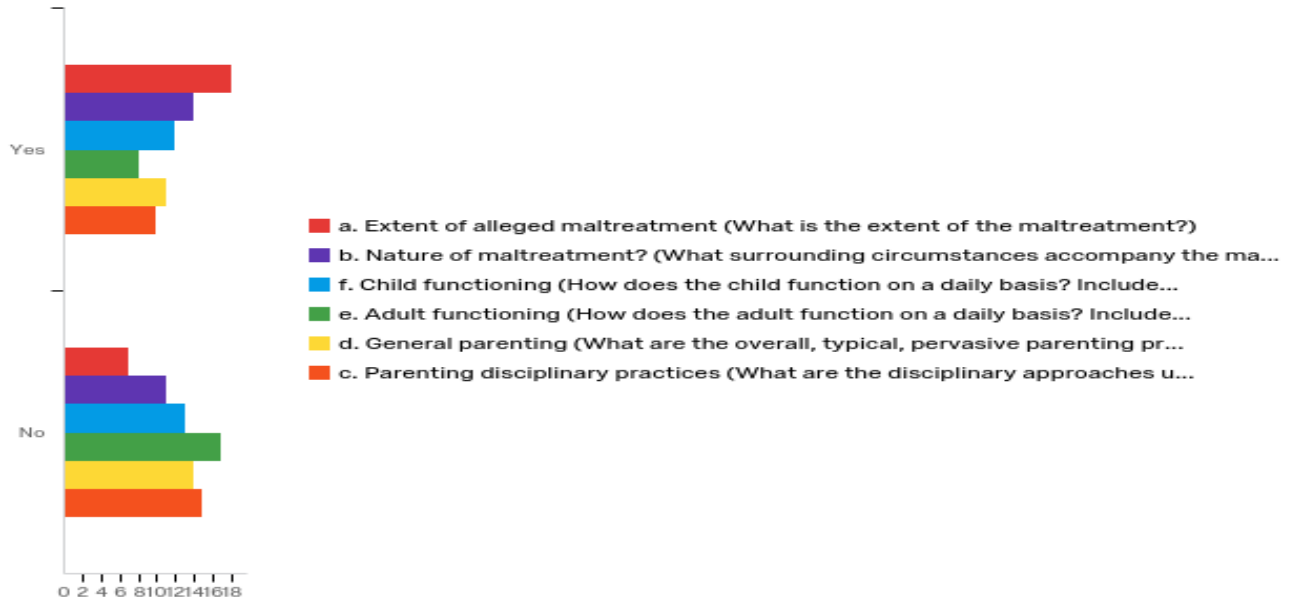 Yes
a. Extent of alleged maltreatment (What is the extent of the maltreatment?)
b. Nature of maltreatment? (What surrounding circumstances accompany the ma...
f. Child functioning (How does the child function on a daily basis? Include...
e. Adult functioning (How does the adult function on a daily basis? Include...
d. General parenting (What are the overall, typical, pervasive parenting pr...
c. Parenting disciplinary practices (What are the disciplinary approaches u...
No
0 2 4 6 8 10 12 14 16 18